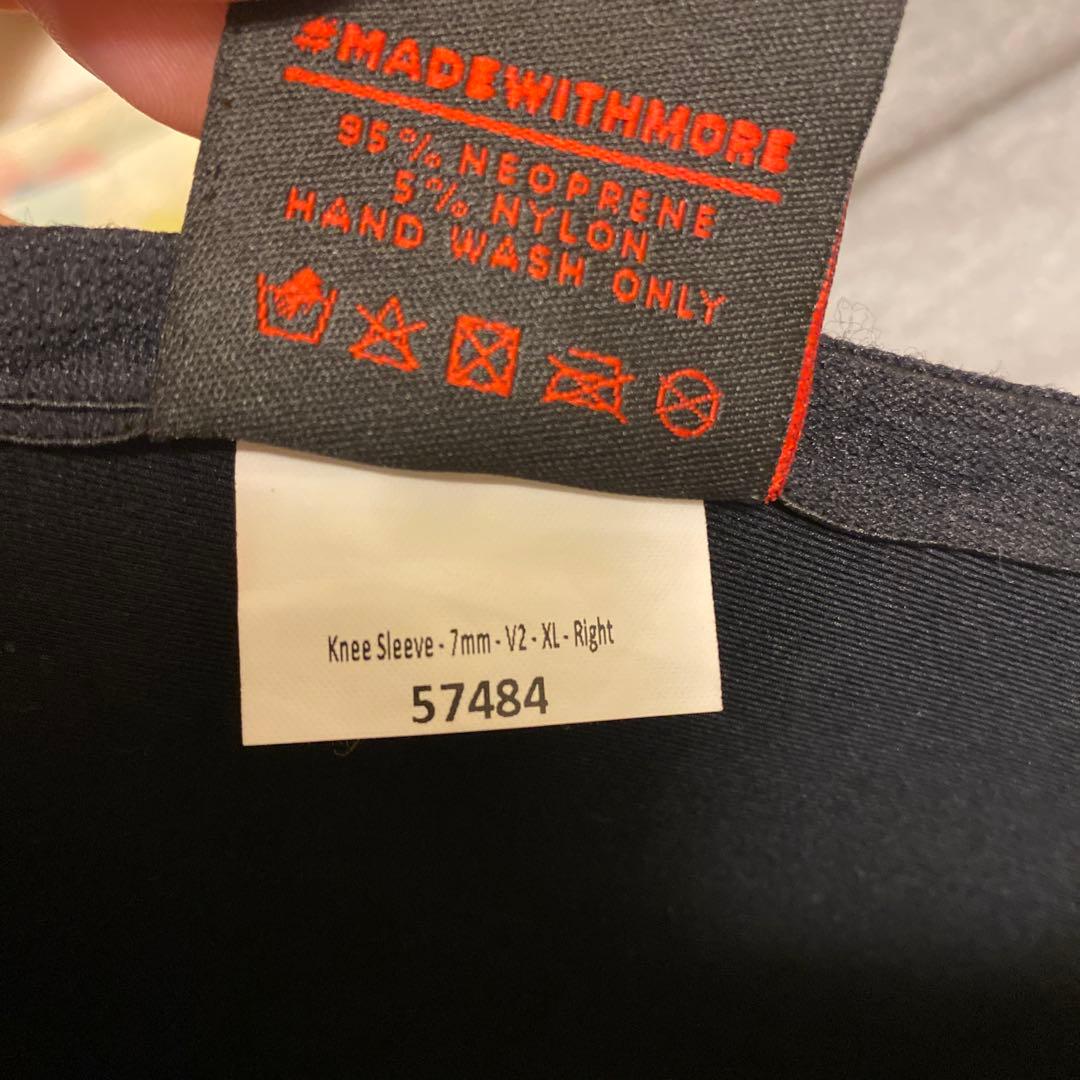 #MADEWITHMORE
95% NEOPRENE
5% NYLON
HAND WASH ONLY
Knee Sleeve - 7mm - V2 - XL - Right
57484